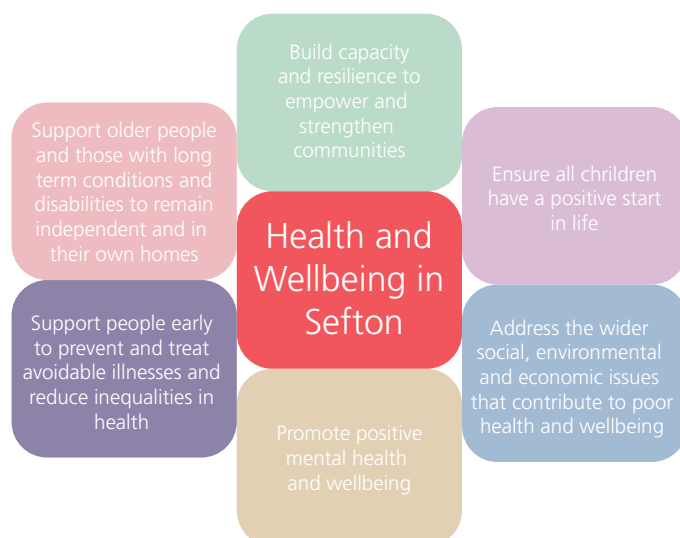 Build capacity
and resilience to
empower and
strengthen
communities
Support older people
and those with long
term conditions and
disabilities to remain
independent and in
their own homes
Ensure all chrildren
have a positive start
in life
Health and
Wellbeing in
Sefton
Support people early
to prevent and treat
avoidable illnesses and
reduce inequalities in
health
Address the wider
social, environmental
and economic issues
that contribute to poor
health and wellbeing
Promote positive
mental health
and wellbeing